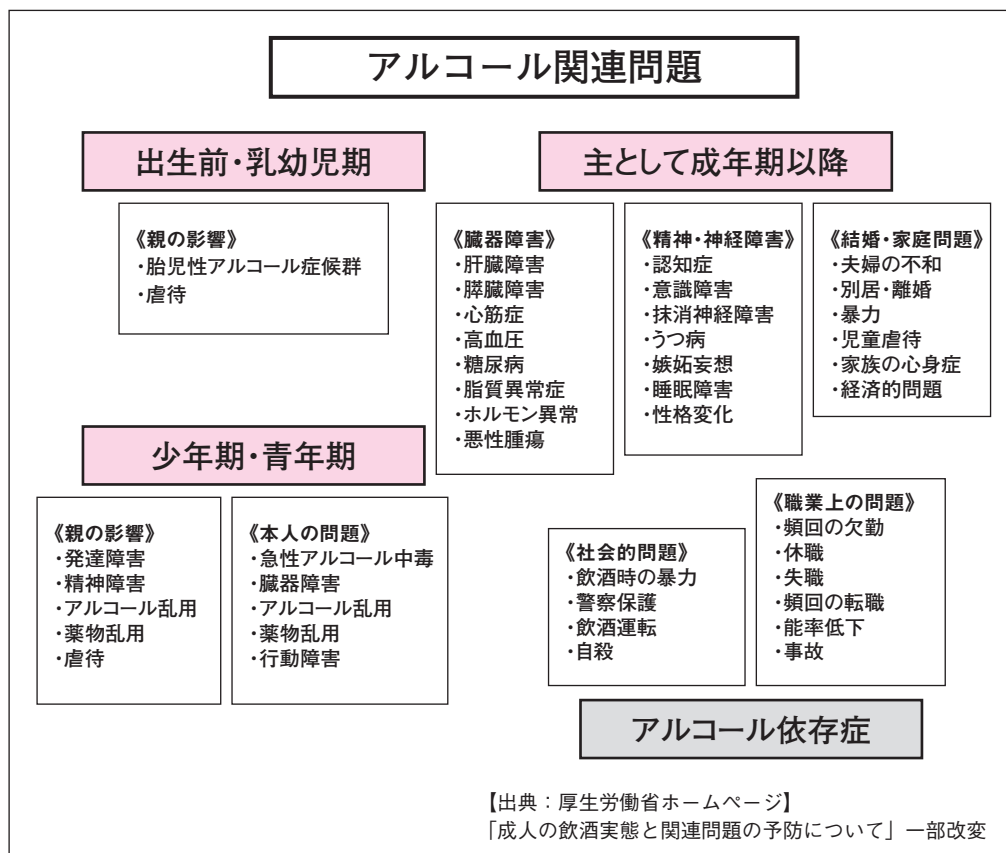 アルコール関連問題
出生前・乳幼児期
《親の影響》
・胎児性アルコール症候群
・虐待
少年期・青年期
《親の影響》
・発達障害
・精神障害
・アルコール乱用
・薬物乱用
・虐待
《本人の問題》
・急性アルコール中毒
・臓器障害
・アルコール乱用
・薬物乱用
・行動障害
主として成年期以降
《臓器障害》
・肝臓障害
・膵臓障害
・心筋症
・高血圧
・糖尿病
・脂質異常症
・ホルモン異常
・悪性腫瘍
《精神・神経障害》
・認知症
・意識障害
・抹消神経障害
・うつ病
・嫉妬妄想
・睡眠障害
・性格変化
《結婚・家庭問題》
・夫婦の不和
・別居・離婚
・暴力
・児童虐待
・家族の心身症
・経済的問題
《社会的問題》
・飲酒時の暴力
・警察保護
・飲酒運転
・自殺
《職業上の問題》
・頻回の欠勤
・休職
・失職
・頻回の転職
・能率低下
・事故
アルコール依存症
【出典：厚生労働省ホームページ】
「成人の飲酒実態と関連問題の予防について」一部改変